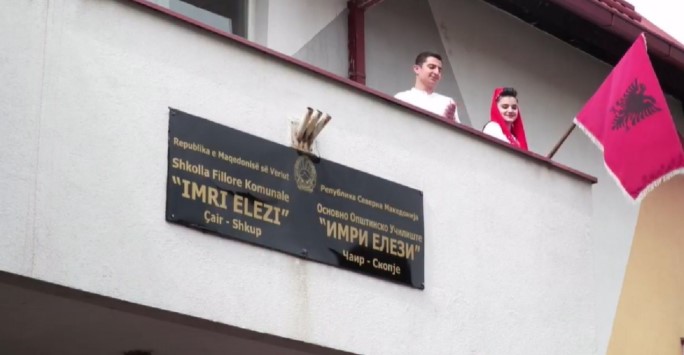 Republika e Maqedonisë së Veriut
Shkolla Fillore Komunale
"IMRI ELEZI"
Çair - Shkup
Република Северна Македонија
Основно Општинско Училиште
"ИМРИ ЕЛЕЗИ"
Чаир - Скопје